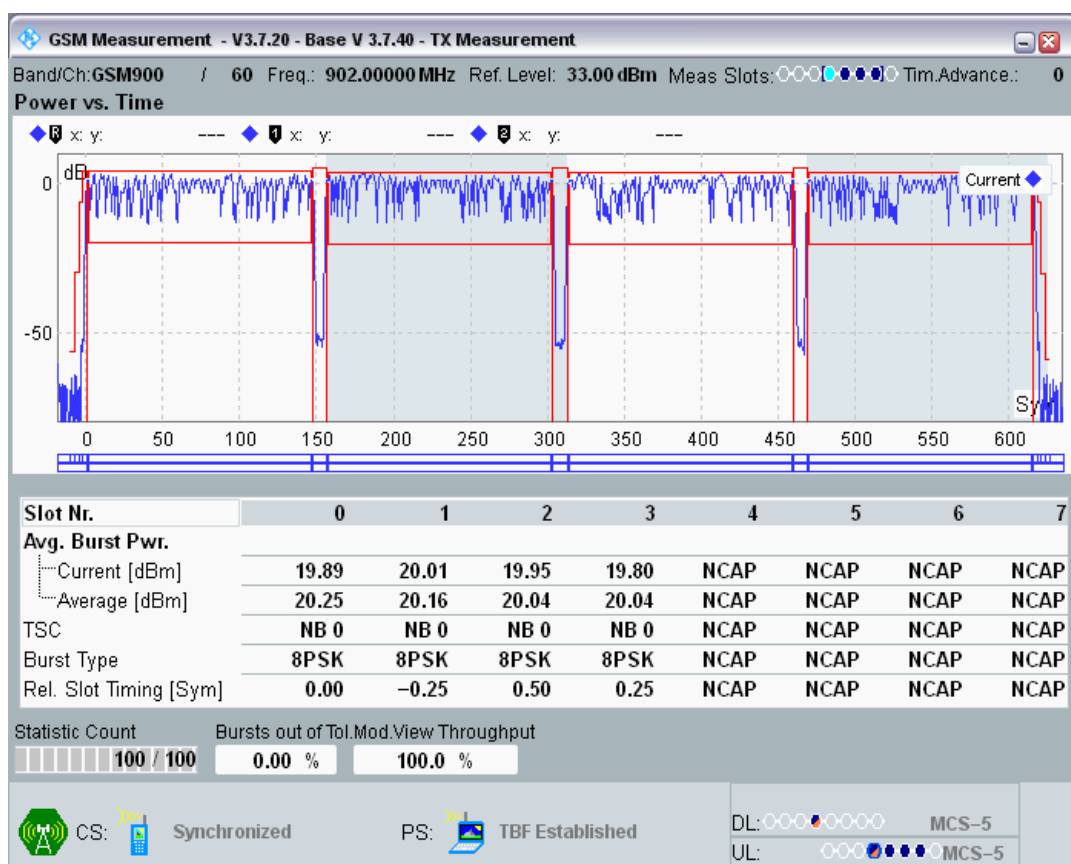 GSM Measurement - V3.7.20 - Base V 3.7.40 - TX Measurement
Band/Ch:GSM900 / 60 Freq.: 902.00000 MHz Ref. Level: 33.00 dBm Meas Slots: Tim.Advance.: 0
Power vs. Time
R x: y: --- 1 x: y: --- 2 x: y: ---
dB
Current
0
-50
Sy
0 50 100 150 200 250 300 350 400 450 500 550 600
Slot Nr. 0 1 2 3 4 5 6 7
Avg. Burst Pwr.
Current [dBm] 19.89 20.01 19.95 19.80 NCAP NCAP NCAP NCAP
Average [dBm] 20.25 20.16 20.04 20.04 NCAP NCAP NCAP NCAP
TSC NB 0 NB 0 NB 0 NB 0 NCAP NCAP NCAP NCAP
Burst Type 8PSK 8PSK 8PSK 8PSK NCAP NCAP NCAP NCAP
Rel. Slot Timing [Sym] 0.00 −0.25 0.50 0.25 NCAP NCAP NCAP NCAP
Statistic Count Bursts out of Tol.Mod.View Throughput
100 / 100 0.00 % 100.0 %
CS: Synchronized PS: TBF Established
DL: MCS−5
UL: MCS−5